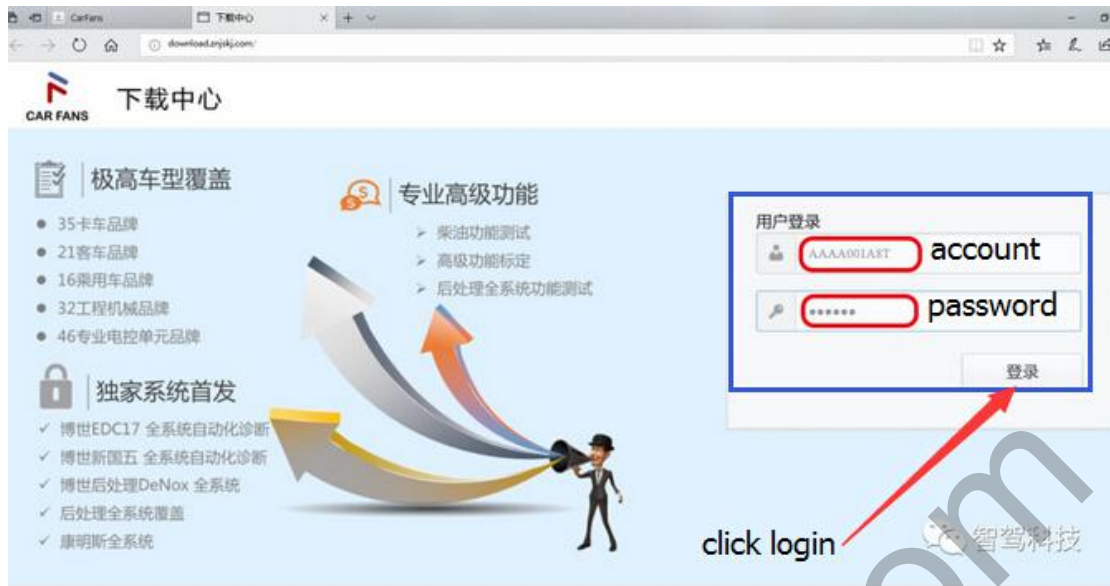 CarFans
下载中心
download.znjskj.com/
CAR FANS
下载中心
极高车型覆盖
35卡车品牌
21客车品牌
16乘用车品牌
32工程机械品牌
46专业电控单元品牌
专业高级功能
柴油功能测试
高级功能标定
后处理全系统功能测试
独家系统首发
博世EDC17 全系统自动化诊断
博世新国五 全系统自动化诊断
博世后处理DeNox 全系统
后处理全系统覆盖
康明斯全系统
用户登录
AAAA001AST account
•••••• password
登录
click login
智驾科技
om